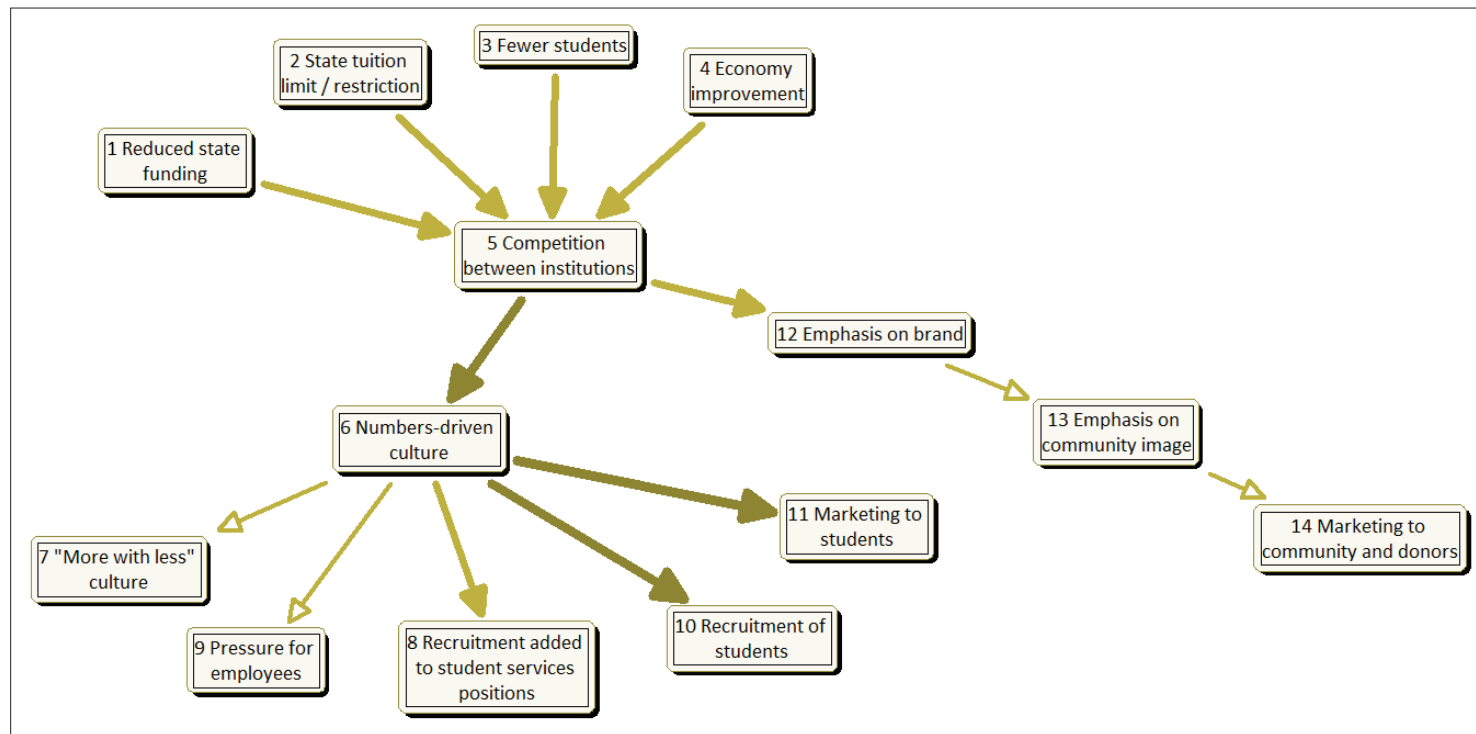 1 Reduced state
funding
2 State tuition
limit / restriction
3 Fewer students
4 Economy
improvement
5 Competition
between institutions
6 Numbers-driven
culture
7 "More with less"
culture
9 Pressure for
employees
8 Recruitment added
to student services
positions
10 Recruitment of
students
11 Marketing to
students
12 Emphasis on brand
13 Emphasis on
community image
14 Marketing to
community and donors